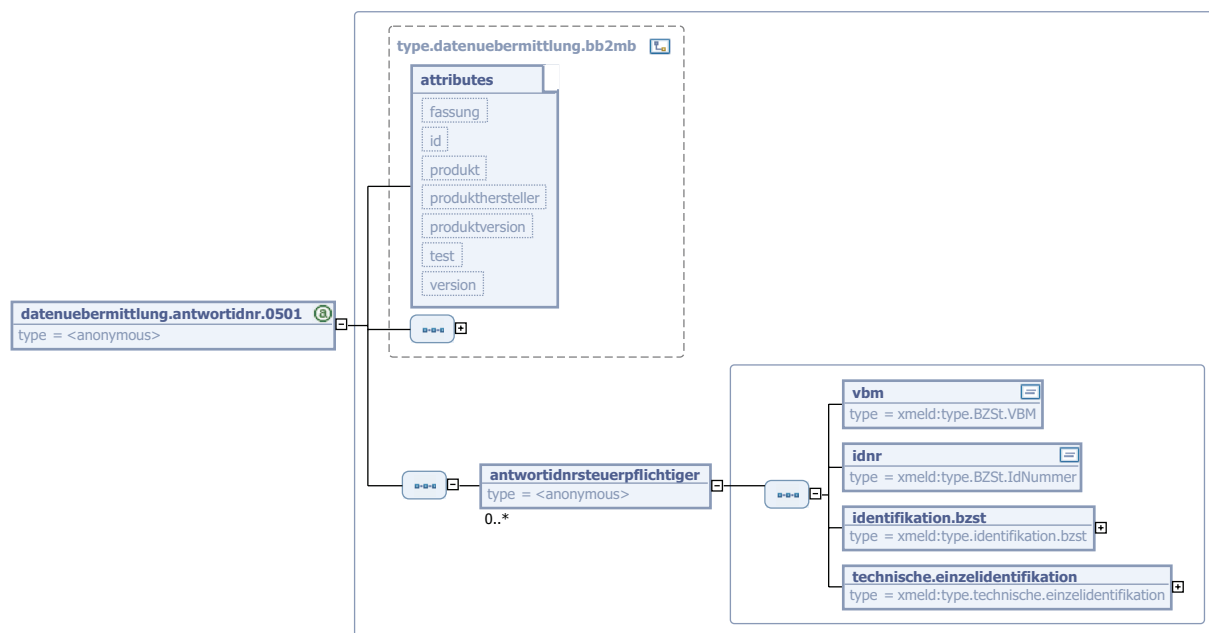 type.datenuebermittlung.bb2mb
attributes
fassung
id
produkt
produkthersteller
produktversion
test
version
datenuebermittlung.antwortidnr.0501
type = <anonymous>
antwortidnrsteuerpflichtiger
type = <anonymous>
0..*
vbm
type = xmeld:type.BZSt.VBM
idnr
type = xmeld:type.BZSt.IdNummer
identifikation.bzst
type = xmeld:type.identifikation.bzst
technische.einzelidentifikation
type = xmeld:type.technische.einzelidentifikation